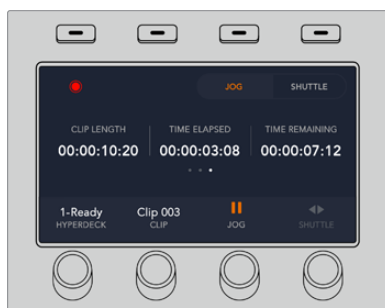 JOG SHUTTLE
CLIP LENGTH TIME ELAPSED TIME REMAINING
00:00:10:20 00:00:03:08 00:00:07:12
1-Ready Clip 003
HYPERDECK CLIP JOG SHUTTLE